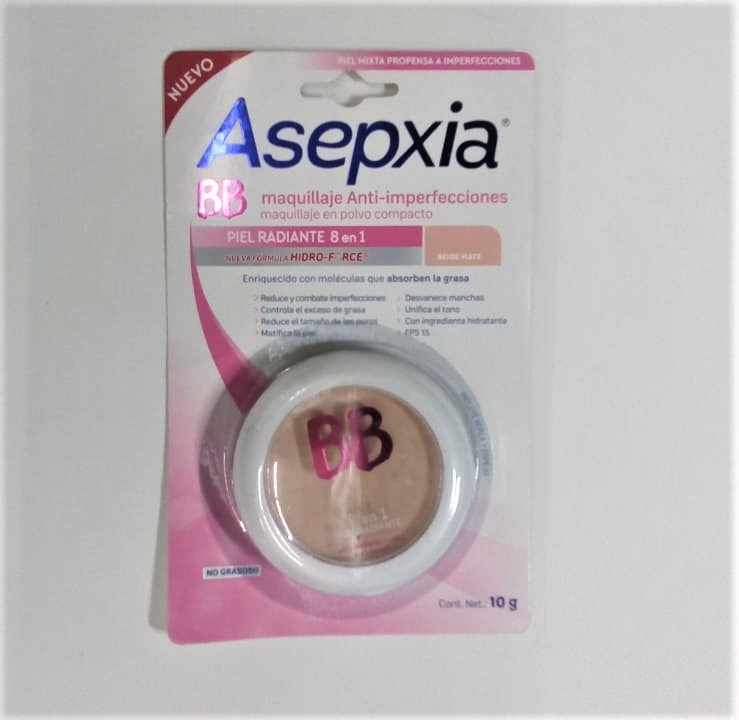 NUEVO
PIEL MIXTA PROPENSA A IMPERFECCIONES
Asepxia®
BB maquillaje Anti-imperfecciones
maquillaje en polvo compacto
PIEL RADIANTE 8 en 1
NUEVA FÓRMULA HIDRO-FORCE
BEIGE MATE
Enriquecido con moléculas que absorben la grasa
> Reduce y combate imperfecciones
> Controla el exceso de grasa
> Reduce el tamaño de los poros
> Matifica la piel
> Desvanece manchas
> Unifica el tono
> Con ingrediente hidratante
> FPS 15
BB
NO GRASOSO
Cont. Net.: 10 g